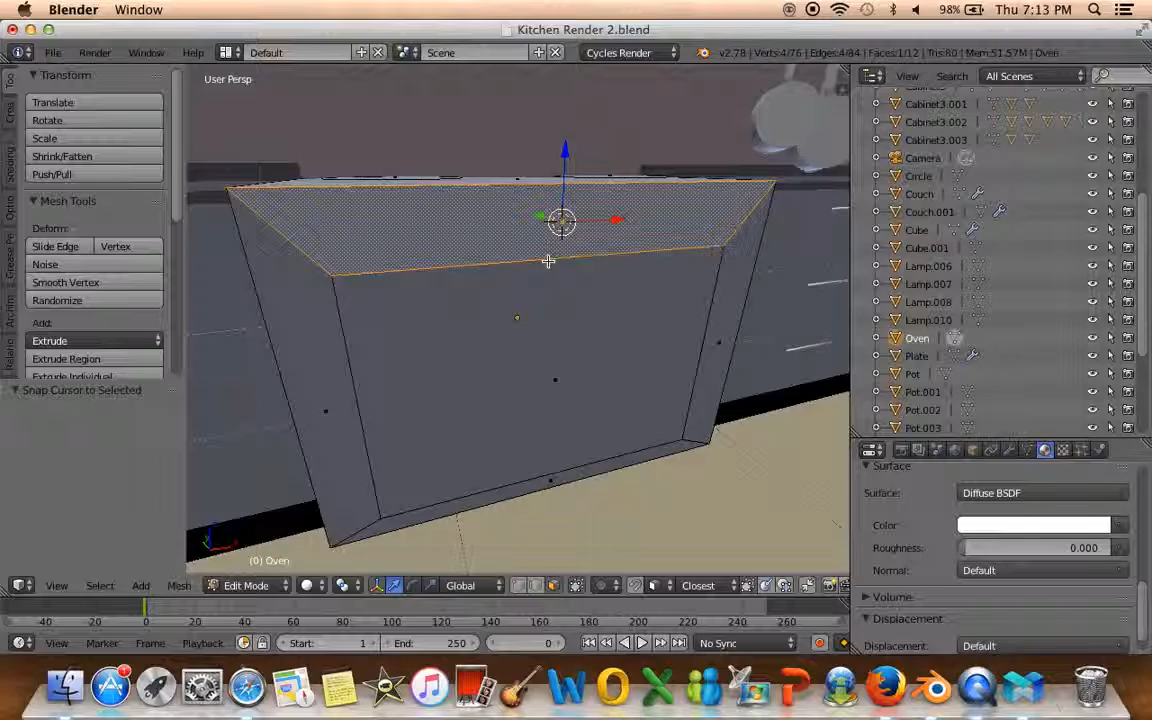 Blender Window 98% Thu 7:13 PM
Kitchen Render 2.blend
File Render Window Help Default Scene Cycles Render v2.78 | Verts:4/76 | Edges:4/84 | Faces:1/12 | Tris:80 | Mem:51.57M | Oven
Transform
Translate
Rotate
Scale
Shrink/Fatten
Push/Pull
Mesh Tools
Deform:
Slide Edge Vertex
Noise
Smooth Vertex
Randomize
Add:
Extrude
Extrude Region
Extrude Individual
Snap Cursor to Selected
User Persp
(0) Oven
View Search All Scenes
Cabinet3.001
Cabinet3.002
Cabinet3.003
Camera
Circle
Couch
Couch.001
Cube
Cube.001
Lamp.006
Lamp.007
Lamp.008
Lamp.010
Oven
Plate
Pot
Pot.001
Pot.002
Pot.003
Surface
Surface: Diffuse BSDF
Color:
Roughness: 0.000
Normal: Default
Volume
Displacement
Displacement: Default
View Select Add Mesh Edit Mode Global Closest
-40 -20 0 20 40 60 80 100 120 140 160 180 200 220 240 260
View Marker Frame Playback Start: 1 End: 250 0 No Sync